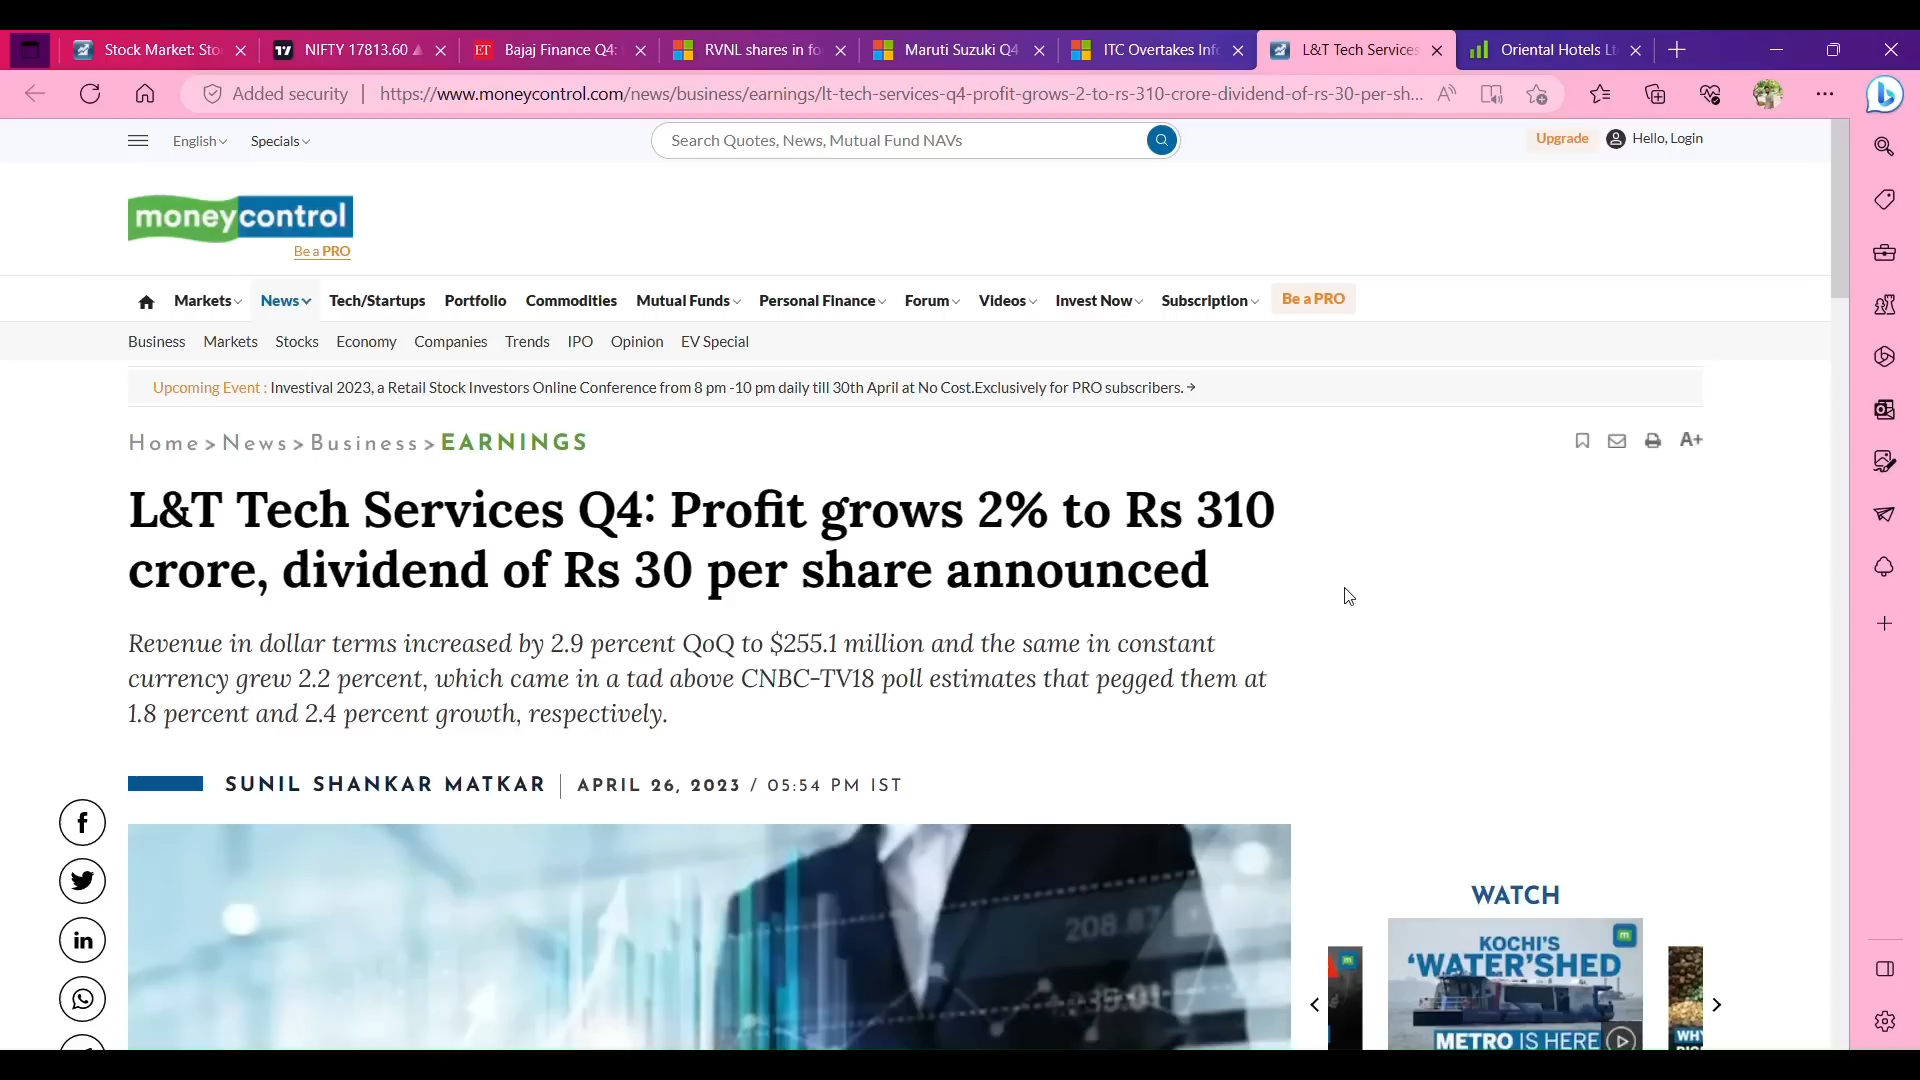 Stock Market: Sto
NIFTY 17813.60
ET Bajaj Finance Q4:
RVNL shares in fo
Maruti Suzuki Q4
ITC Overtakes Info
L&T Tech Services
Oriental Hotels Lt
Added security
https://www.moneycontrol.com/news/business/earnings/lt-tech-services-q4-profit-grows-2-to-rs-310-crore-dividend-of-rs-30-per-sh...
English Specials
Search Quotes, News, Mutual Fund NAVs
Upgrade Hello, Login
moneycontrol
Be a PRO
Markets News Tech/Startups Portfolio Commodities Mutual Funds Personal Finance Forum Videos Invest Now Subscription Be a PRO
Business Markets Stocks Economy Companies Trends IPO Opinion EV Special
Upcoming Event : Investival 2023, a Retail Stock Investors Online Conference from 8 pm -10 pm daily till 30th April at No Cost.Exclusively for PRO subscribers.
Home > News > Business > EARNINGS
A+
L&T Tech Services Q4: Profit grows 2% to Rs 310
crore, dividend of Rs 30 per share announced
Revenue in dollar terms increased by 2.9 percent QoQ to $255.1 million and the same in constant
currency grew 2.2 percent, which came in a tad above CNBC-TV18 poll estimates that pegged them at
1.8 percent and 2.4 percent growth, respectively.
SUNIL SHANKAR MATKAR | APRIL 26, 2023 / 05:54 PM IST
WATCH
KOCHI'S
'WATER'SHED
METRO IS HERE
WHY